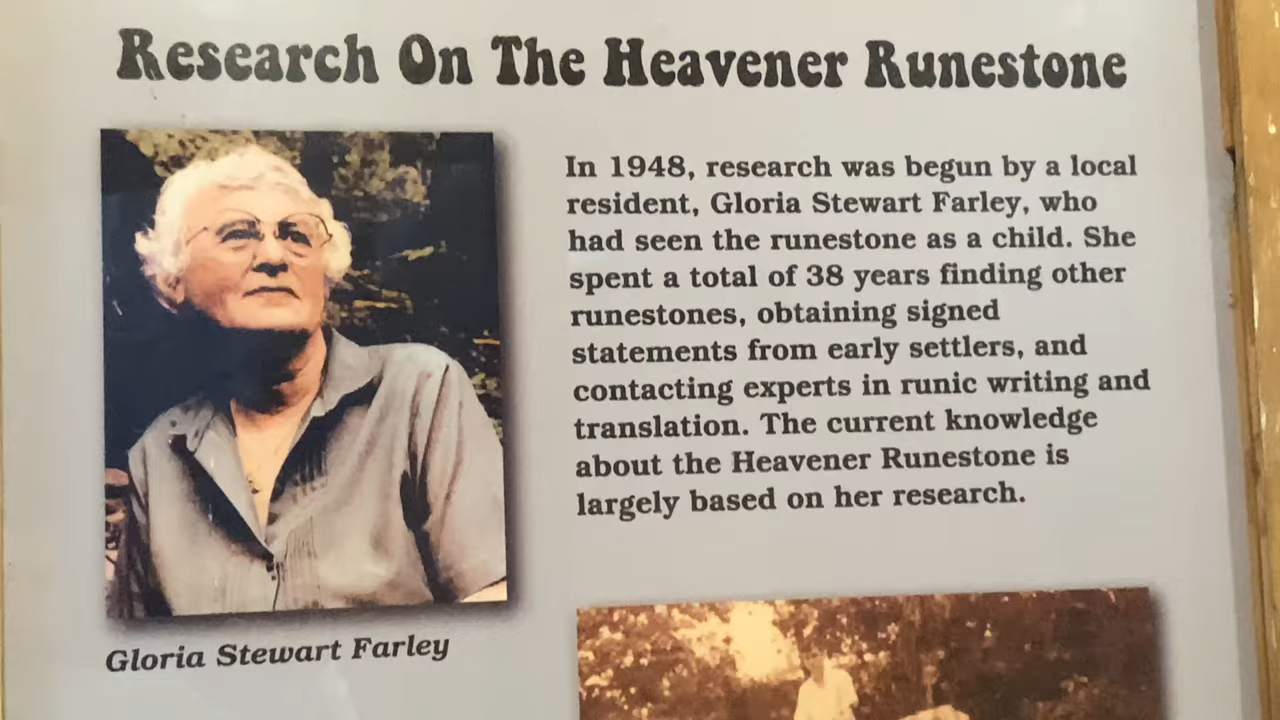 Research On The Heavener Runestone
In 1948, research was begun by a local
resident, Gloria Stewart Farley, who
had seen the runestone as a child. She
spent a total of 38 years finding other
runestones, obtaining signed
statements from early settlers, and
contacting experts in runic writing and
translation. The current knowledge
about the Heavener Runestone is
largely based on her research.
Gloria Stewart Farley